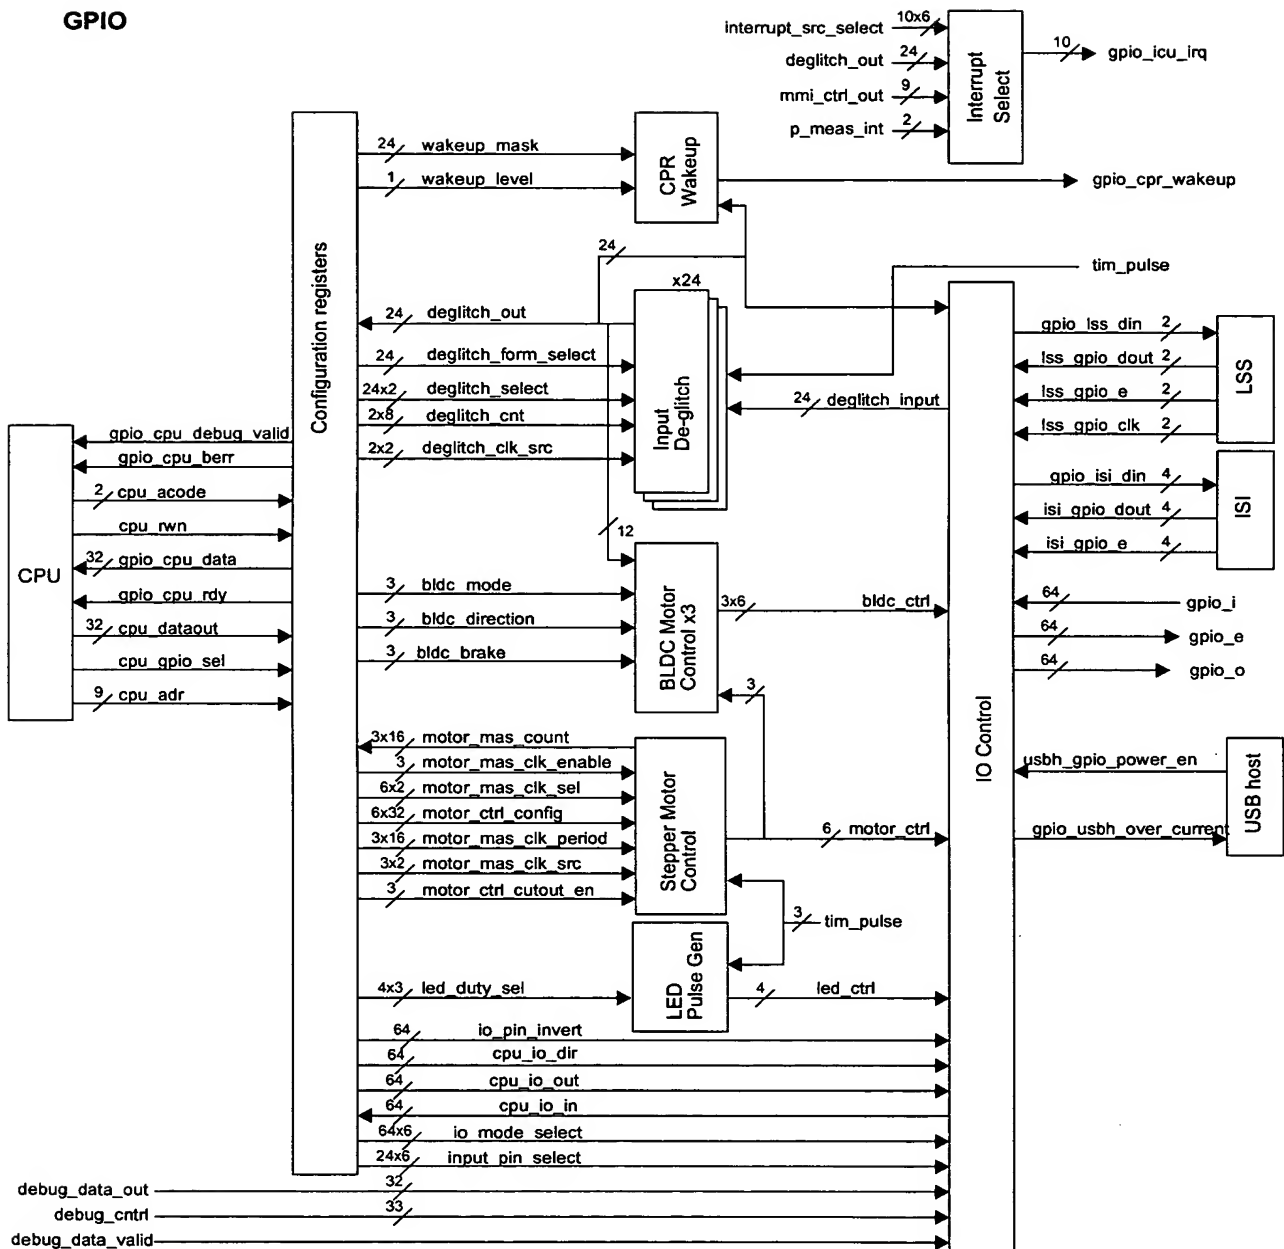 GPIO
interrupt_src_select 10x6
deglitch_out 24
mmi_ctrl_out 9
p_meas_int 2
Interrupt
Select
10 gpio_icu_irq
24 wakeup_mask
1 wakeup_level
CPR
Wakeup
gpio_cpr_wakeup
24
tim_pulse
x24
Configuration registers
24 deglitch_out
24 deglitch_form_select
24x2 deglitch_select
2x8 deglitch_cnt
2x2 deglitch_clk_src
Input
De-glitch
24 deglitch_input
12
gpio_lss_din 2
lss_gpio_dout 2
lss_gpio_e 2
lss_gpio_clk 2
LSS
gpio_isi_din 4
isi_gpio_dout 4
isi_gpio_e 4
ISI
CPU
gpio_cpu_debug_valid
gpio_cpu_berr
2 cpu_acode
cpu_rwn
32 gpio_cpu_data
gpio_cpu_rdy
32 cpu_dataout
cpu_gpio_sel
9 cpu_adr
3 bldc_mode
3 bldc_direction
3 bldc_brake
BLDC Motor
Control x3
3x6 bldc_ctrl
3
64 gpio_i
64 gpio_e
64 gpio_o
IO Control
3x16 motor_mas_count
3 motor_mas_clk_enable
6x2 motor_mas_clk_sel
6x32 motor_ctrl_config
3x16 motor_mas_clk_period
3x2 motor_mas_clk_src
3 motor_ctrl_cutout_en
Stepper Motor
Control
6 motor_ctrl
usbh_gpio_power_en
gpio_usbh_over_current
USB host
3 tim_pulse
4x3 led_duty_sel
LED
Pulse Gen
4 led_ctrl
64 io_pin_invert
64 cpu_io_dir
64 cpu_io_out
64 cpu_io_in
64x6 io_mode_select
24x6 input_pin_select
debug_data_out 32
debug_cntrl 33
debug_data_valid